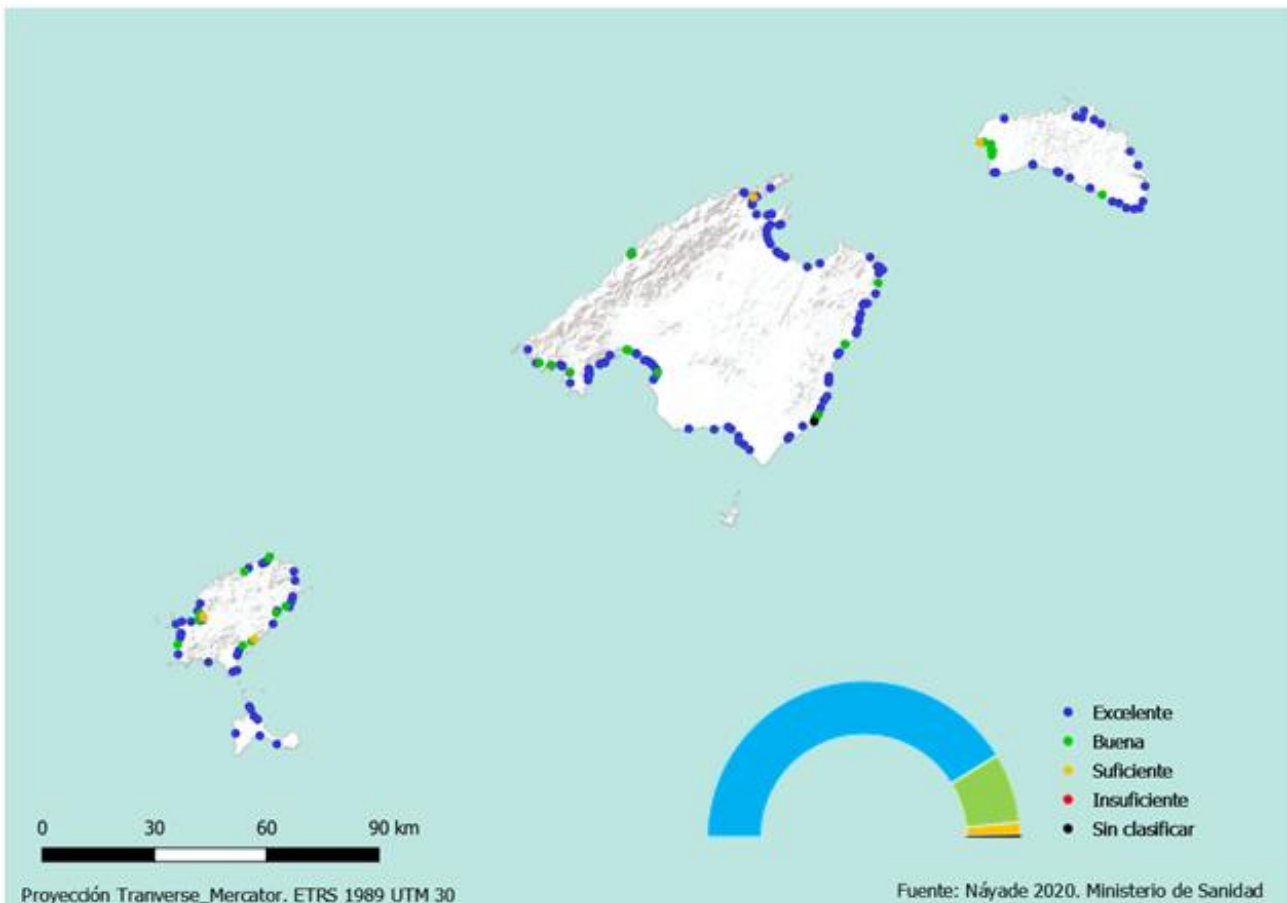 Excelente
Buena
Suficiente
Insuficiente
Sin clasificar
0 30 60 90 km
Proyección Tranverse_Mercator. ETRS 1989 UTM 30
Fuente: Náyade 2020. Ministerio de Sanidad